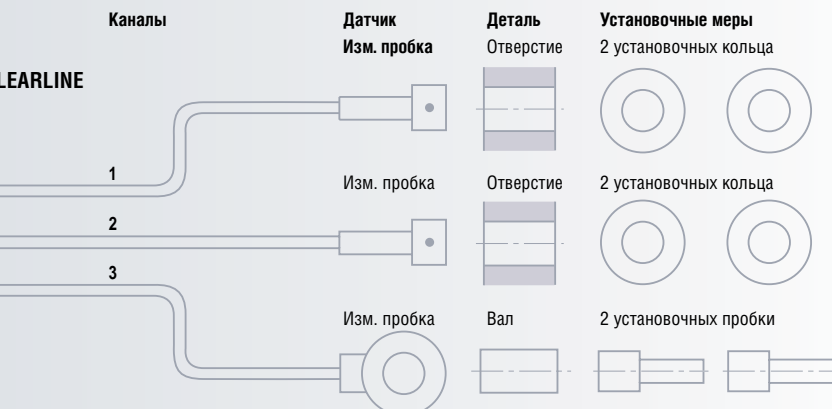 Каналы Датчик Деталь Установочные меры
Изм. пробка Отверстие 2 установочных кольца
LEARLINE
1
Изм. пробка Отверстие 2 установочных кольца
2
3
Изм. пробка Вал 2 установочных пробки